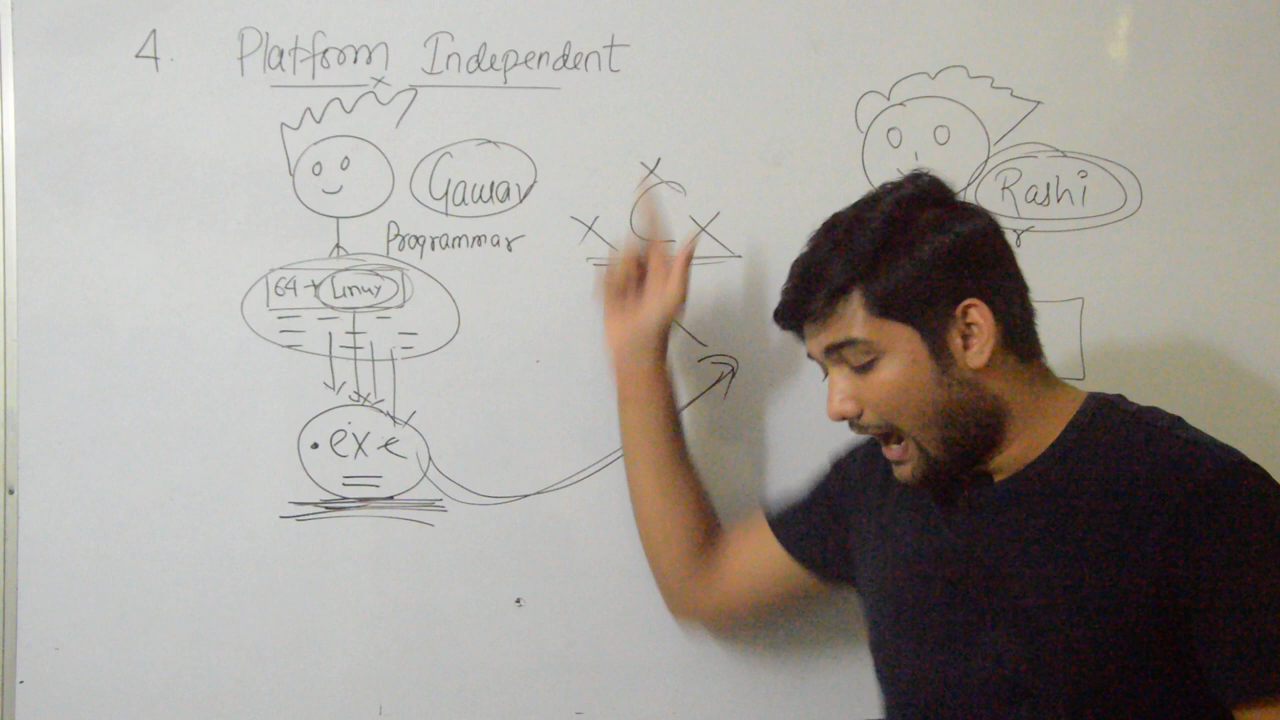 4. Platform Independent
Gaurav
Rashi
Programmar
r
64 + Linux
C
.exe